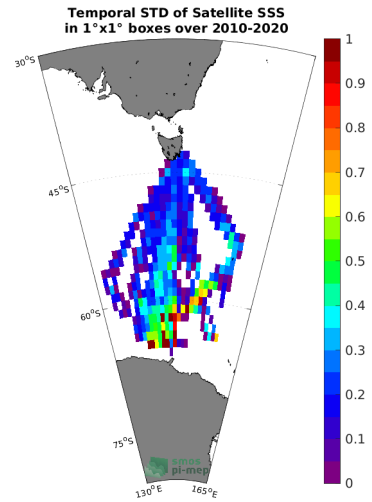 Temporal STD of Satellite SSS
in 1°x1° boxes over 2010-2020
30°S
45°S
60°S
75°S
130°E
165°E
1
0.9
0.8
0.7
0.6
0.5
0.4
0.3
0.2
0.1
0
smos
pi-mep